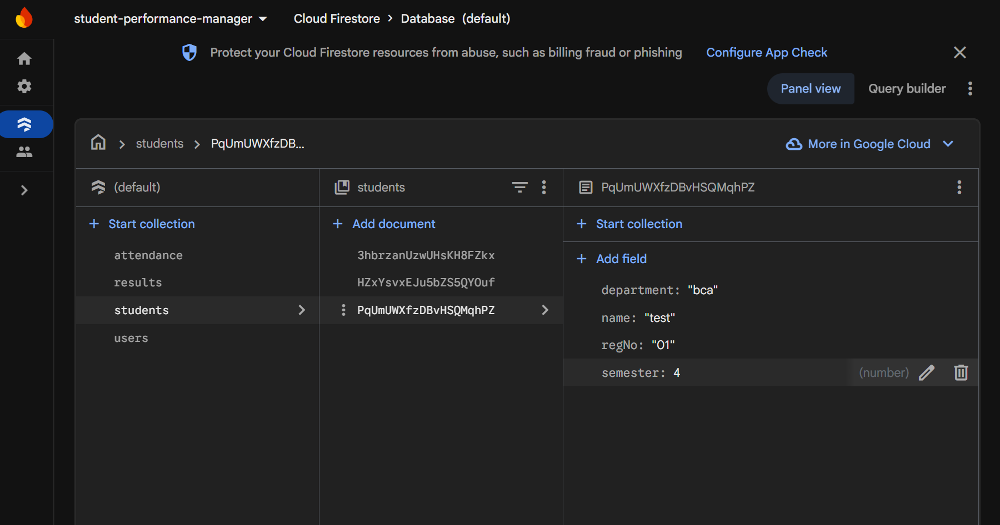 student-performance-manager
Cloud Firestore > Database (default)
Protect your Cloud Firestore resources from abuse, such as billing fraud or phishing
Configure App Check
Panel view
Query builder
students
PqUmUWXfzDB...
More in Google Cloud
(default)
Start collection
attendance
results
students
users
students
Add document
3hbrzanUzwUHsKH8FZkx
HZxYsvxEJu5bZS5QYOuf
PqUmUWXfzDBvHSQMqhPZ
PqUmUWXfzDBvHSQMqhPZ
Start collection
Add field
department: "bca"
name: "test"
regNo: "01"
semester: 4
(number)